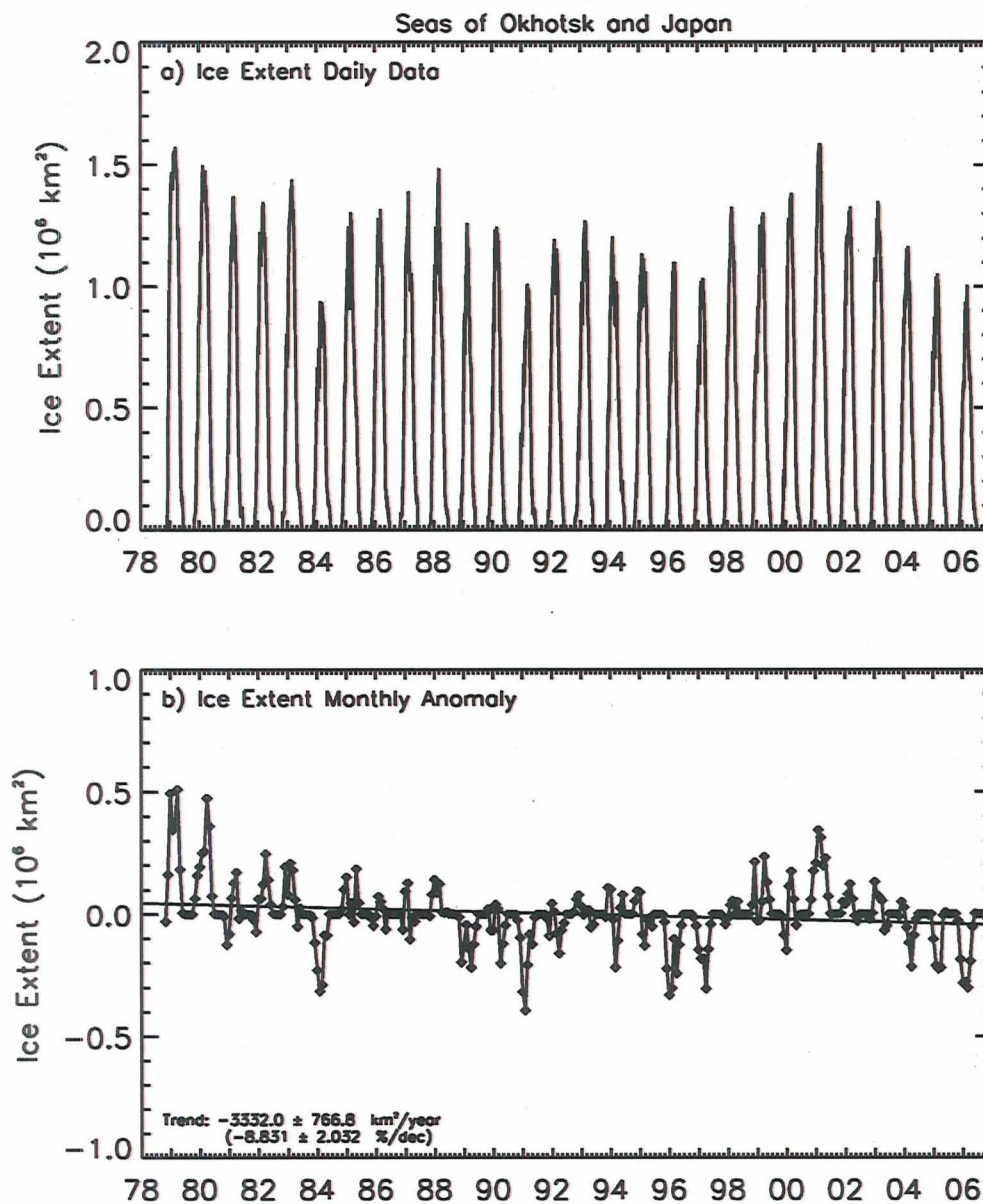 Seas of Okhotsk and Japan
a) Ice Extent Daily Data
Ice Extent (10⁶ km²)
2.0
1.5
1.0
0.5
0.0
78 80 82 84 86 88 90 92 94 96 98 00 02 04 06
b) Ice Extent Monthly Anomaly
Ice Extent (10⁶ km²)
1.0
0.5
0.0
−0.5
−1.0
Trend: −3332.0 ± 766.8 km²/year
(−8.831 ± 2.032 %/dec)
78 80 82 84 86 88 90 92 94 96 98 00 02 04 06